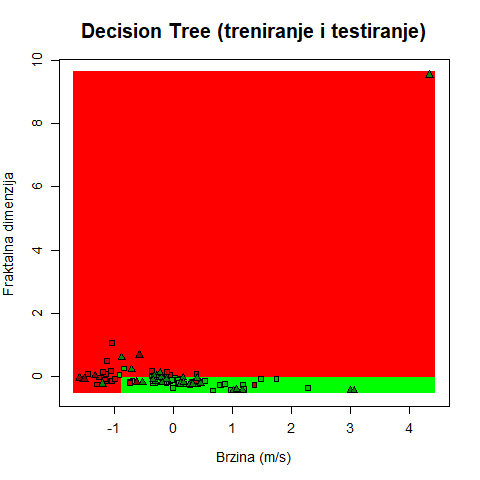 Decision Tree (treniranje i testiranje)
Fraktalna dimenzija
10
8
6
4
2
0
-1 0 1 2 3 4
Brzina (m/s)